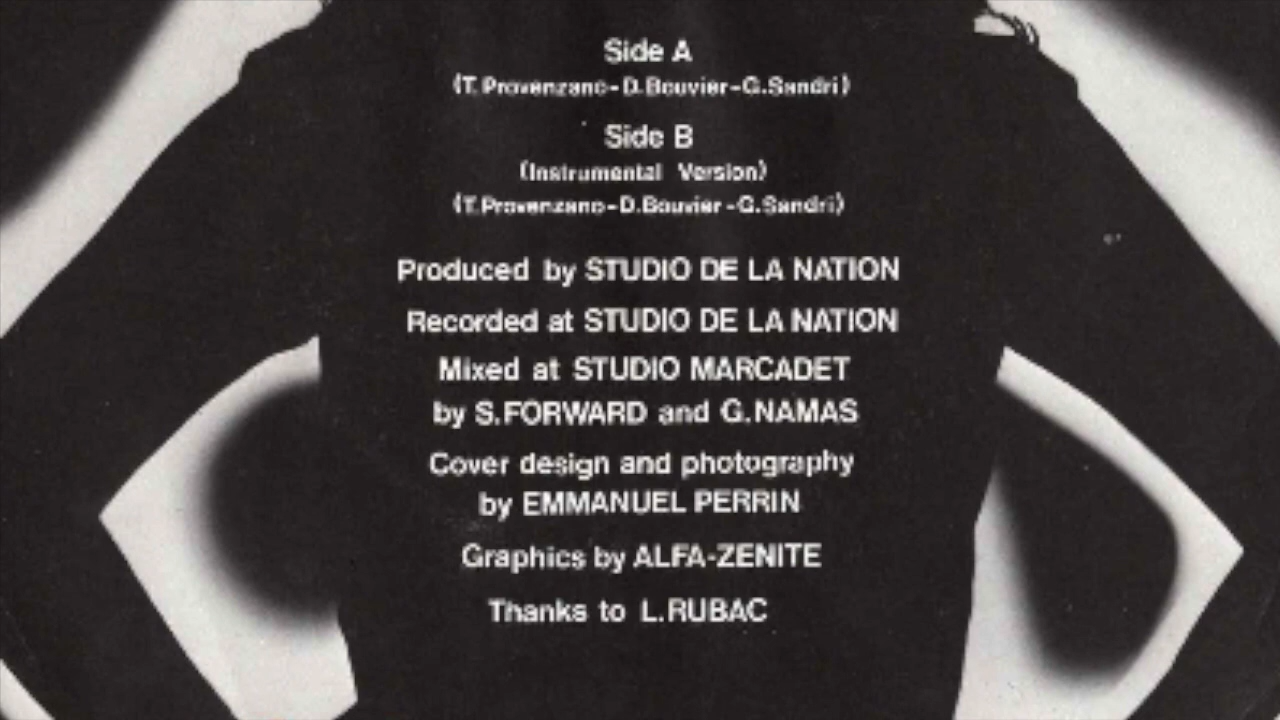 Side A
(T.Provenzano-D.Bouvier-G.Sandri)
Side B
(Instrumental Version)
(T.Provenzano-D.Bouvier-G.Sandri)
Produced by STUDIO DE LA NATION
Recorded at STUDIO DE LA NATION
Mixed at STUDIO MARCADET
by S.FORWARD and G.NAMAS
Cover design and photography
by EMMANUEL PERRIN
Graphics by ALFA-ZENITE
Thanks to L.RUBAC